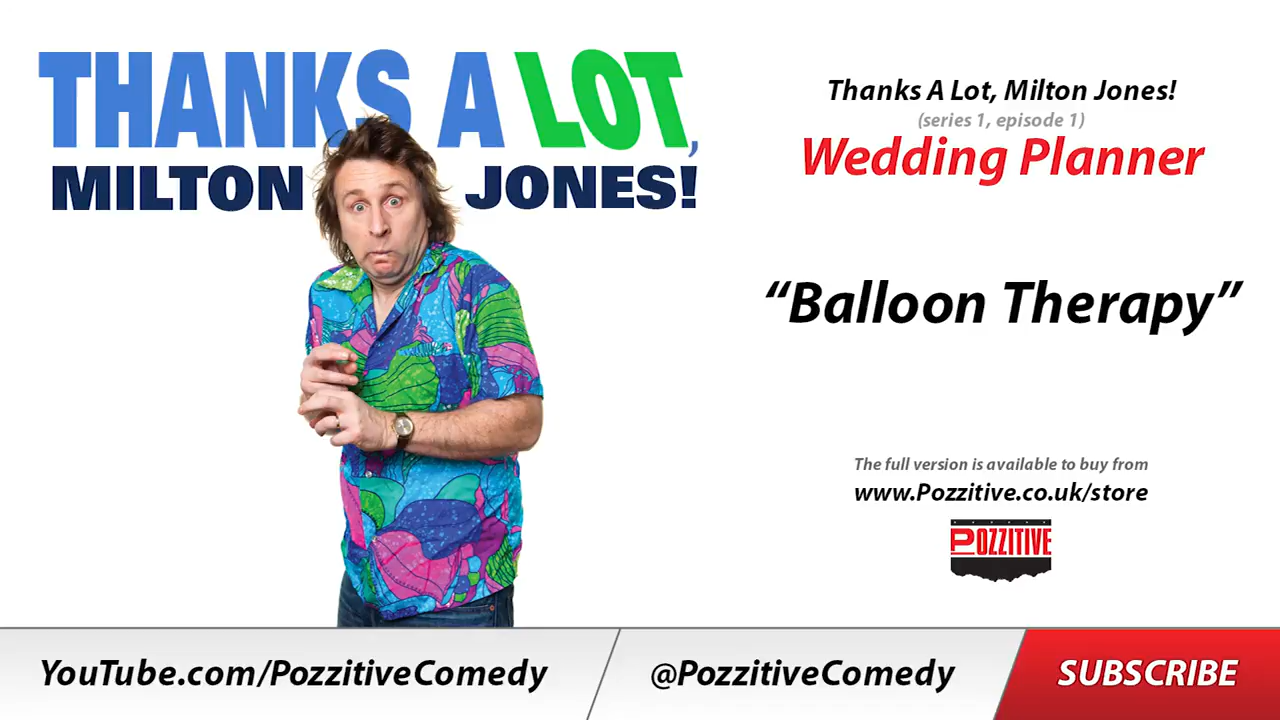 THANKS A LOT,
MILTON JONES!
Thanks A Lot, Milton Jones!
(series 1, episode 1)
Wedding Planner
“Balloon Therapy”
The full version is available to buy from
www.Pozzitive.co.uk/store
POZZITIVE
YouTube.com/PozzitiveComedy
@PozzitiveComedy
SUBSCRIBE